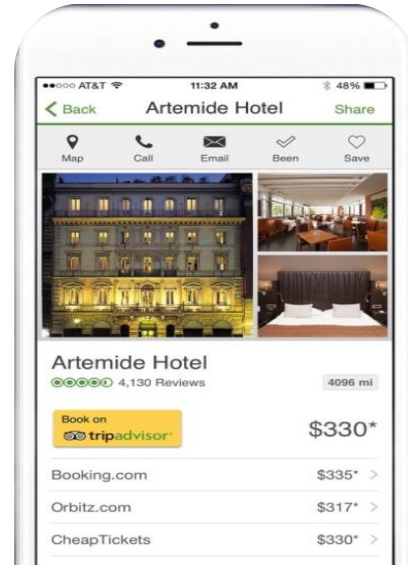 AT&T 11:32 AM 48%
Back Artemide Hotel Share
Map Call Email Been Save
Artemide Hotel
4,130 Reviews 4096 mi
Book on
tripadvisor $330*
Booking.com $335*
Orbitz.com $317*
CheapTickets $330*